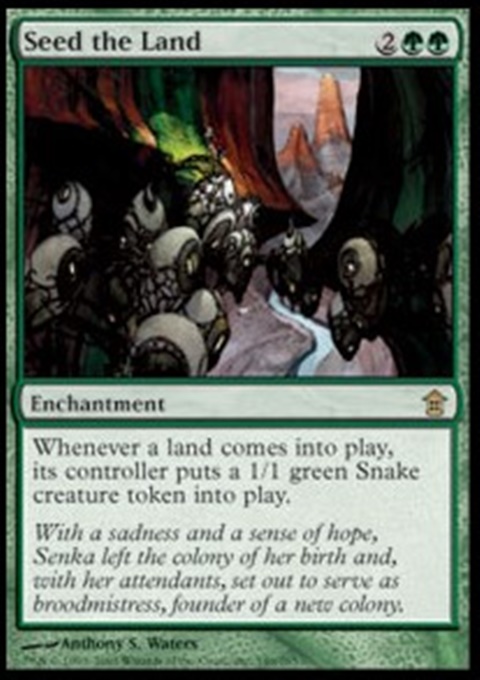 Seed the Land 2
Enchantment
Whenever a land comes into play,
its controller puts a 1/1 green Snake
creature token into play.
With a sadness and a sense of hope,
Senka left the colony of her birth and,
with her attendants, set out to serve as
broodmistress, founder of a new colony.
Anthony S. Waters